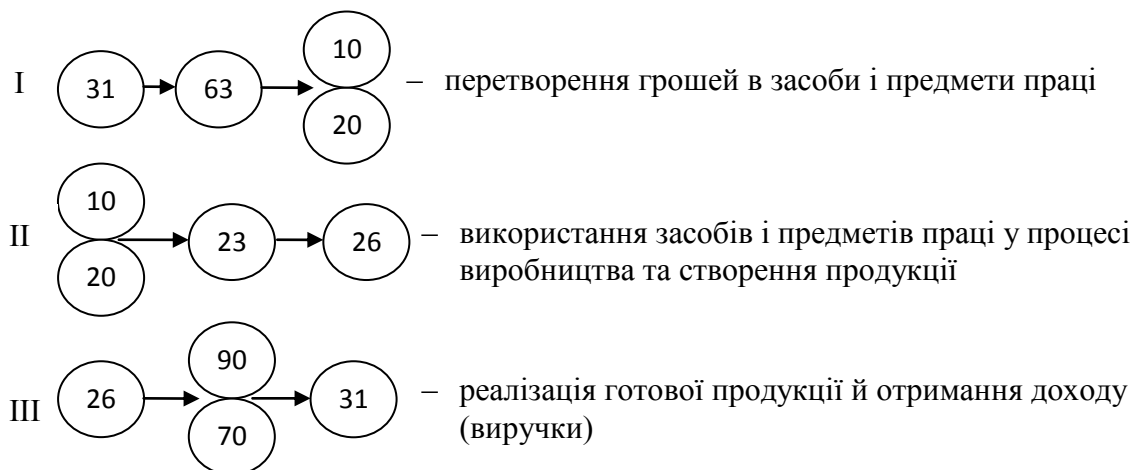 10
I 31 63 – перетворення грошей в засоби і предмети праці
20
10
II 23 26 – використання засобів і предметів праці у процесі
20 виробництва та створення продукції
90
III 26 31 – реалізація готової продукції й отримання доходу
70 (виручки)